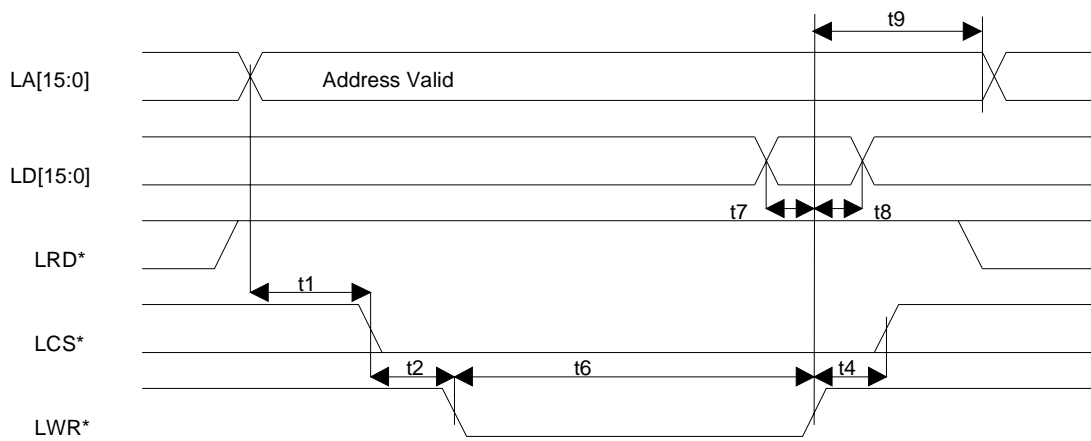 t9
LA[15:0]
Address Valid
LD[15:0]
t7
t8
LRD*
t1
LCS*
t2
t6
t4
LWR*